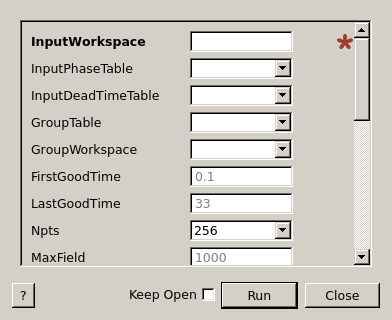 InputWorkspace
InputPhaseTable
InputDeadTimeTable
GroupTable
GroupWorkspace
FirstGoodTime 0.1
LastGoodTime 33
Npts 256
MaxField 1000
? Keep Open Run Close